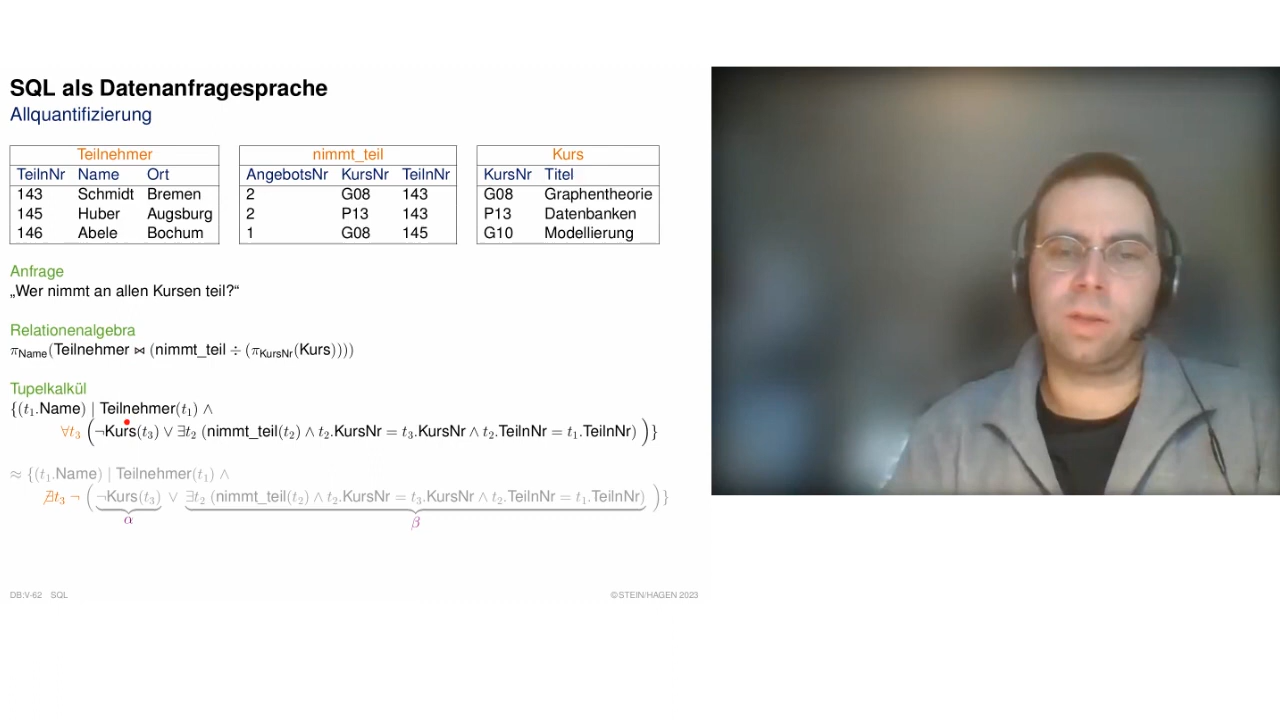 SQL als Datenanfragesprache
Allquantifizierung
Teilnehmer
TeilnNr Name Ort
143 Schmidt Bremen
145 Huber Augsburg
146 Abele Bochum
nimmt_teil
AngebotsNr KursNr TeilnNr
2 G08 143
2 P13 143
1 G08 145
Kurs
KursNr Titel
G08 Graphentheorie
P13 Datenbanken
G10 Modellierung
Anfrage
„Wer nimmt an allen Kursen teil?“
Relationenalgebra
π_Name(Teilnehmer ⋈ (nimmt_teil ÷ (π_KursNr(Kurs))))
Tupelkalkül
{(t₁.Name) | Teilnehmer(t₁) ∧
∀t₃ (¬Kurs(t₃) ∨ ∃t₂ (nimmt_teil(t₂) ∧ t₂.KursNr = t₃.KursNr ∧ t₂.TeilnNr = t₁.TeilnNr) )}
≈ {(t₁.Name) | Teilnehmer(t₁) ∧
∄t₃ ¬ (¬Kurs(t₃) ∨ ∃t₂ (nimmt_teil(t₂) ∧ t₂.KursNr = t₃.KursNr ∧ t₂.TeilnNr = t₁.TeilnNr) )}
α β
DB:V-62 SQL ©STEIN/HAGEN 2023